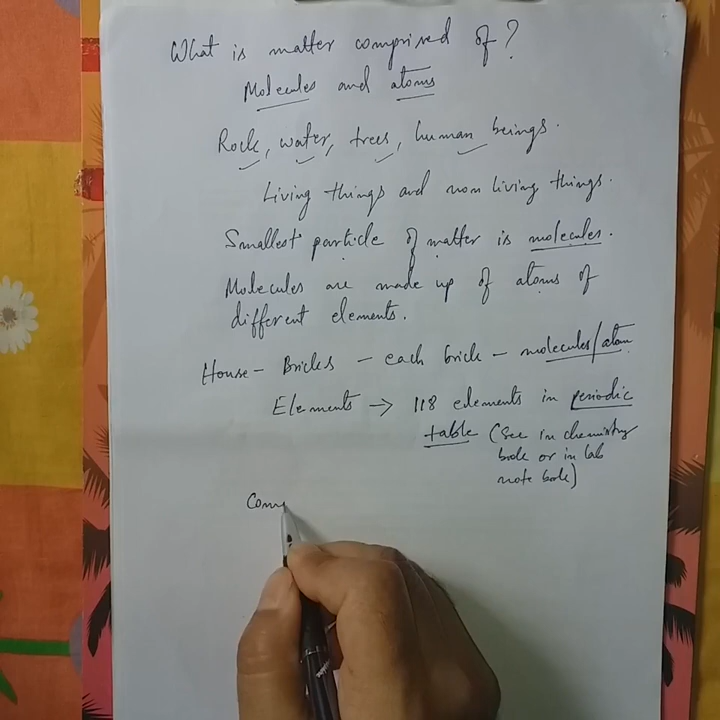 What is matter comprised of?
Molecules and atoms
Rock, water, trees, human beings.
Living things and non living things.
Smallest particle of matter is molecules.
Molecules are made up of atoms of
different elements.
House - Bricks - each brick - molecules/atom
Elements → 118 elements in periodic
table (See in chemistry
book or in lab
note book)
Com